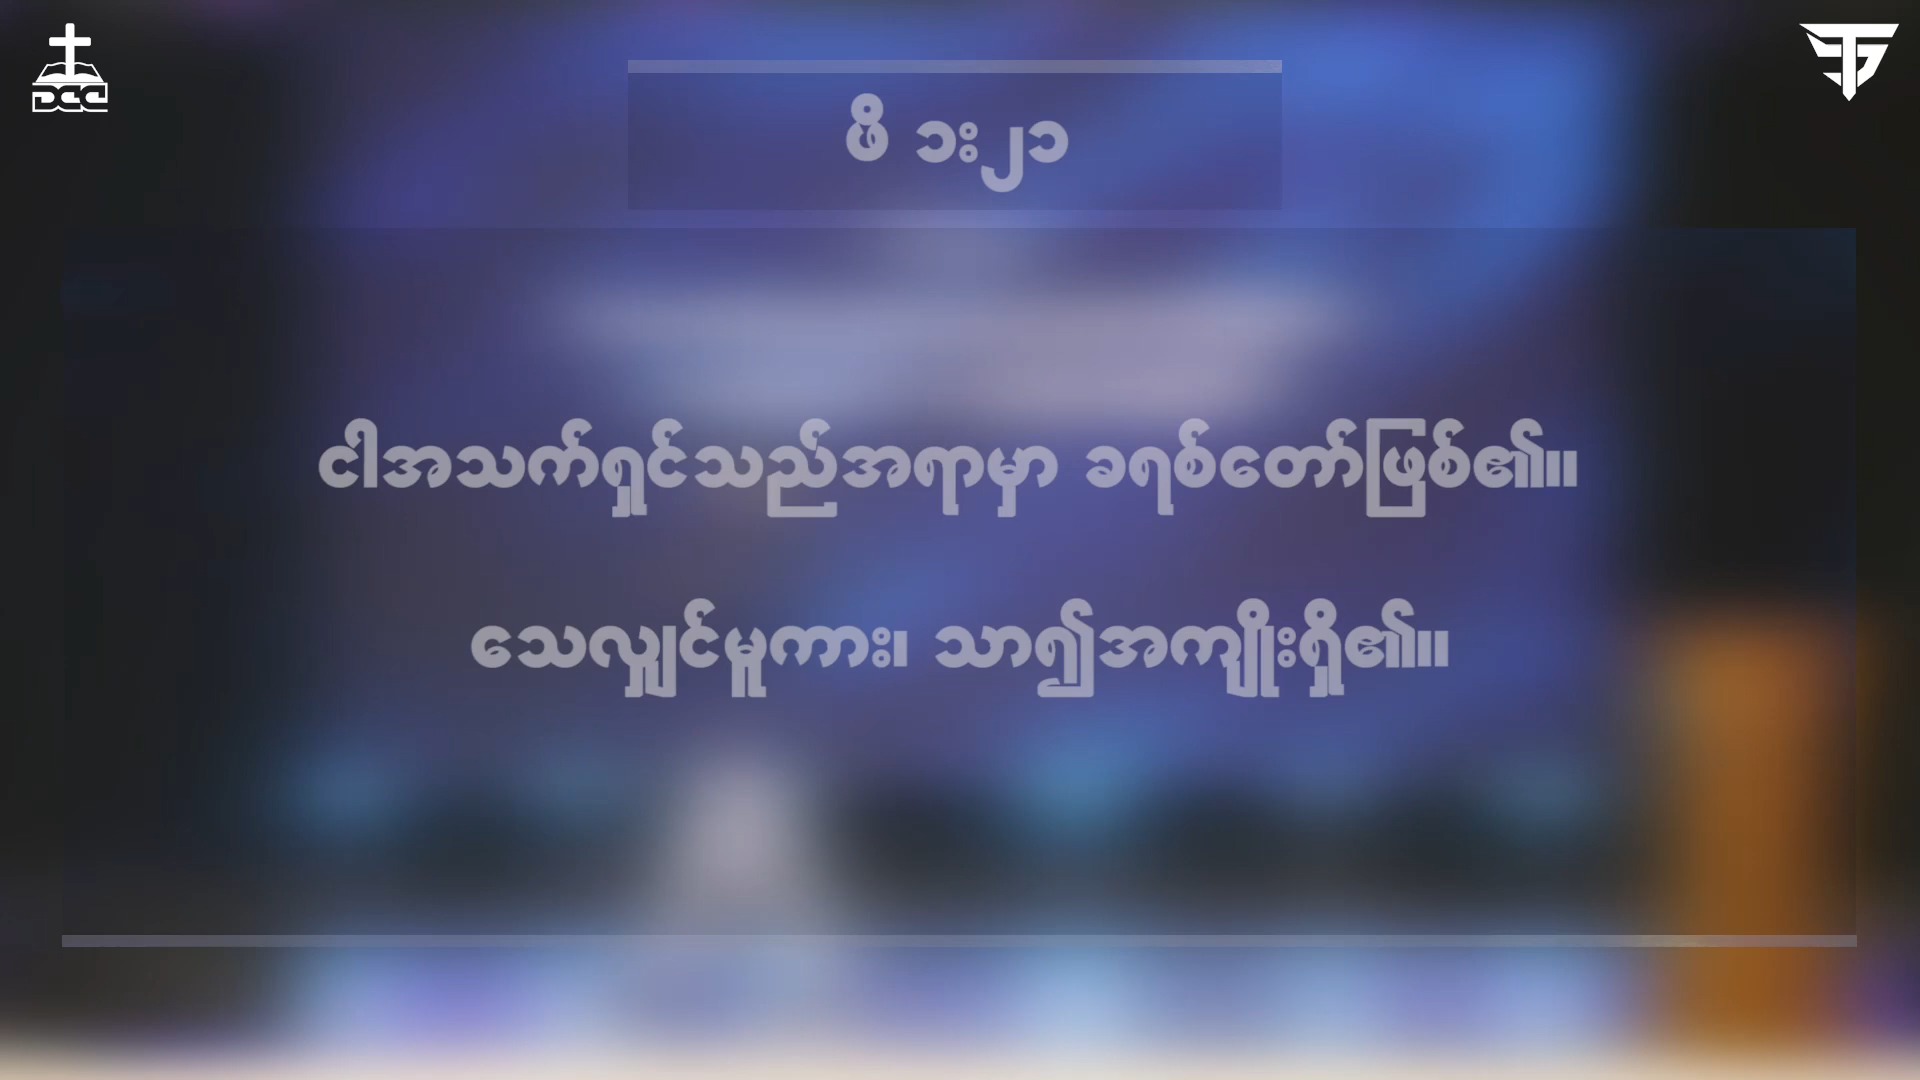 DCC
ဖိ ၁း၂၁
ငါအသက်ရှင်သည်အရာမှာ ခရစ်တော်ဖြစ်၏။
သေလျှင်မူကား၊ သာ၍အကျိုးရှိ၏။